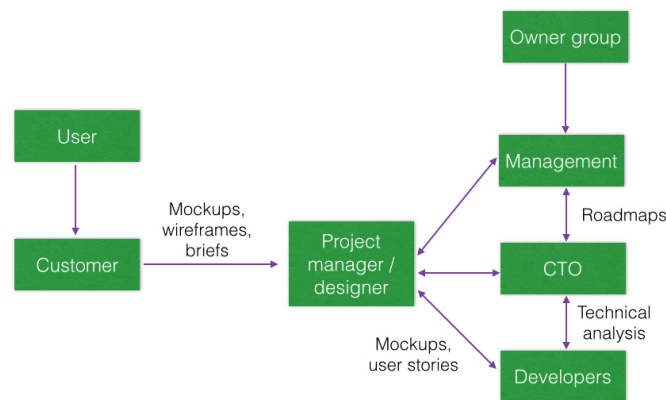 Owner group
User
Management
Mockups,
wireframes,
briefs
Roadmaps
Customer
Project
manager /
designer
CTO
Technical
analysis
Mockups,
user stories
Developers